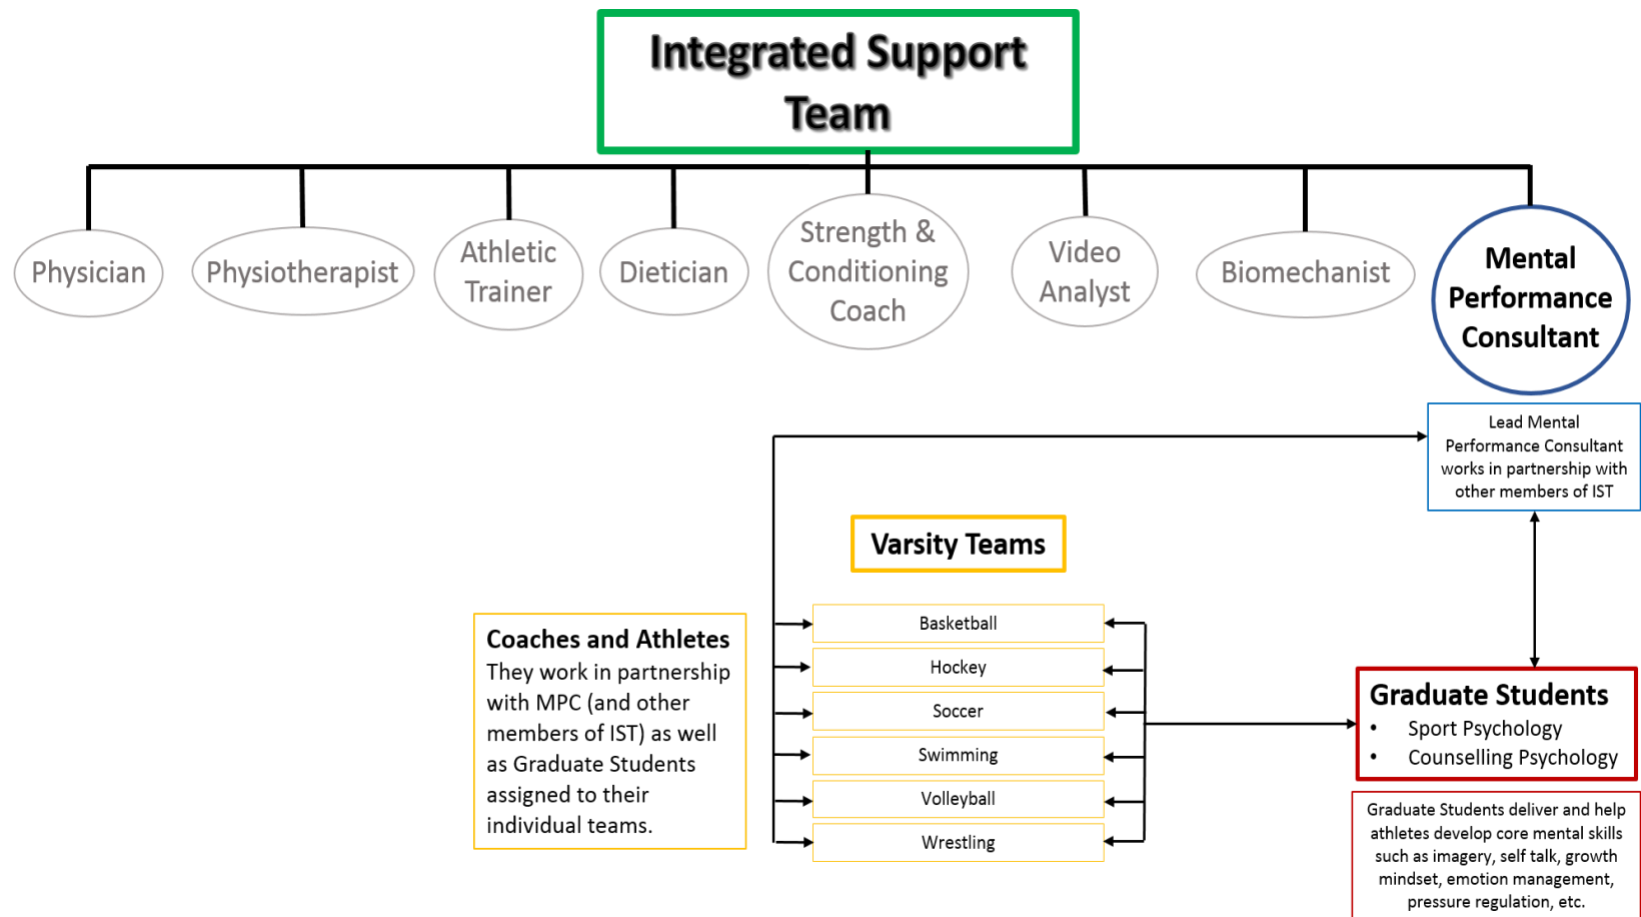 Integrated Support
Team
Physician
Physiotherapist
Athletic
Trainer
Dietician
Strength &
Conditioning
Coach
Video
Analyst
Biomechanist
Mental
Performance
Consultant
Lead Mental
Performance Consultant
works in partnership with
other members of IST
Varsity Teams
Basketball
Hockey
Soccer
Swimming
Volleyball
Wrestling
Coaches and Athletes
They work in partnership
with MPC (and other
members of IST) as well
as Graduate Students
assigned to their
individual teams.
Graduate Students
• Sport Psychology
• Counselling Psychology
Graduate Students deliver and help
athletes develop core mental skills
such as imagery, self talk, growth
mindset, emotion management,
pressure regulation, etc.